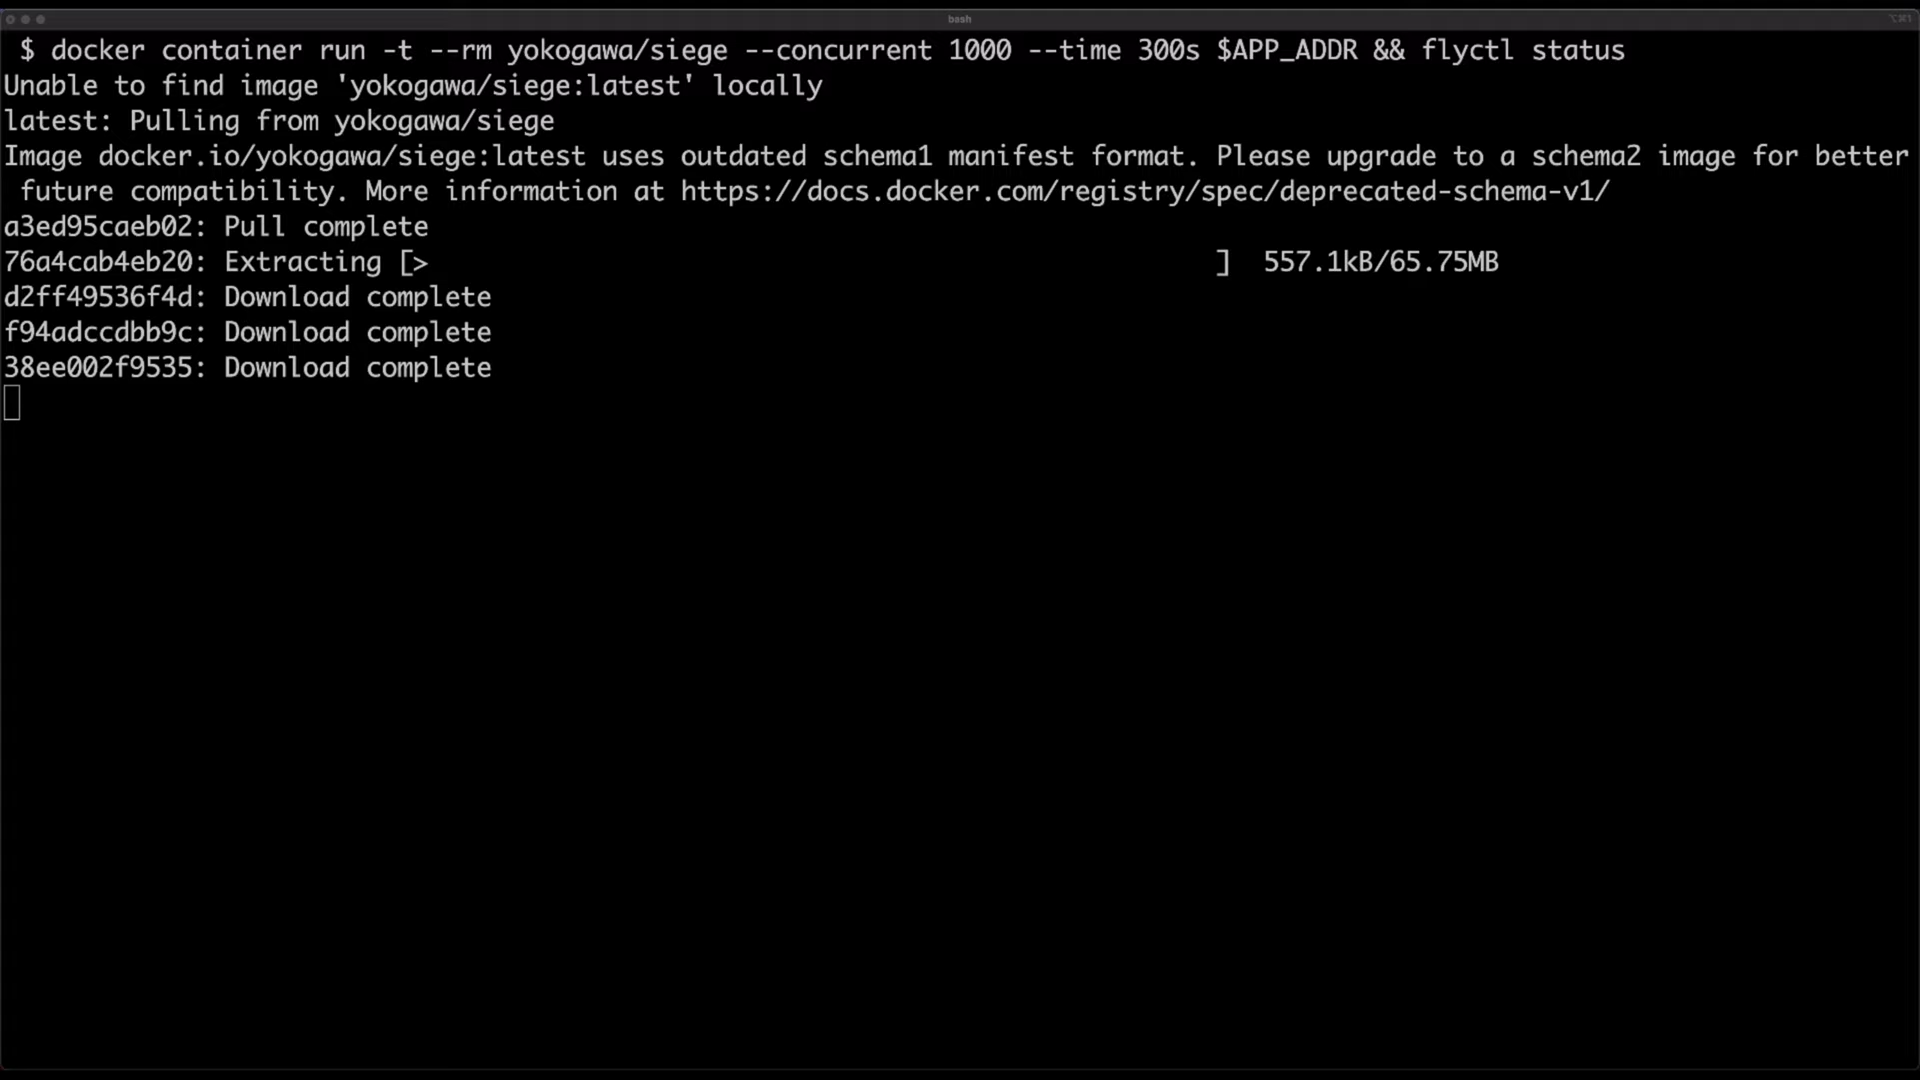 bash
⌥⌘1
$ docker container run -t --rm yokogawa/siege --concurrent 1000 --time 300s $APP_ADDR && flyctl status
Unable to find image 'yokogawa/siege:latest' locally
latest: Pulling from yokogawa/siege
Image docker.io/yokogawa/siege:latest uses outdated schema1 manifest format. Please upgrade to a schema2 image for better
future compatibility. More information at https://docs.docker.com/registry/spec/deprecated-schema-v1/
a3ed95caeb02: Pull complete
76a4cab4eb20: Extracting [>                                                  ]  557.1kB/65.75MB
d2ff49536f4d: Download complete
f94adccdbb9c: Download complete
38ee002f9535: Download complete